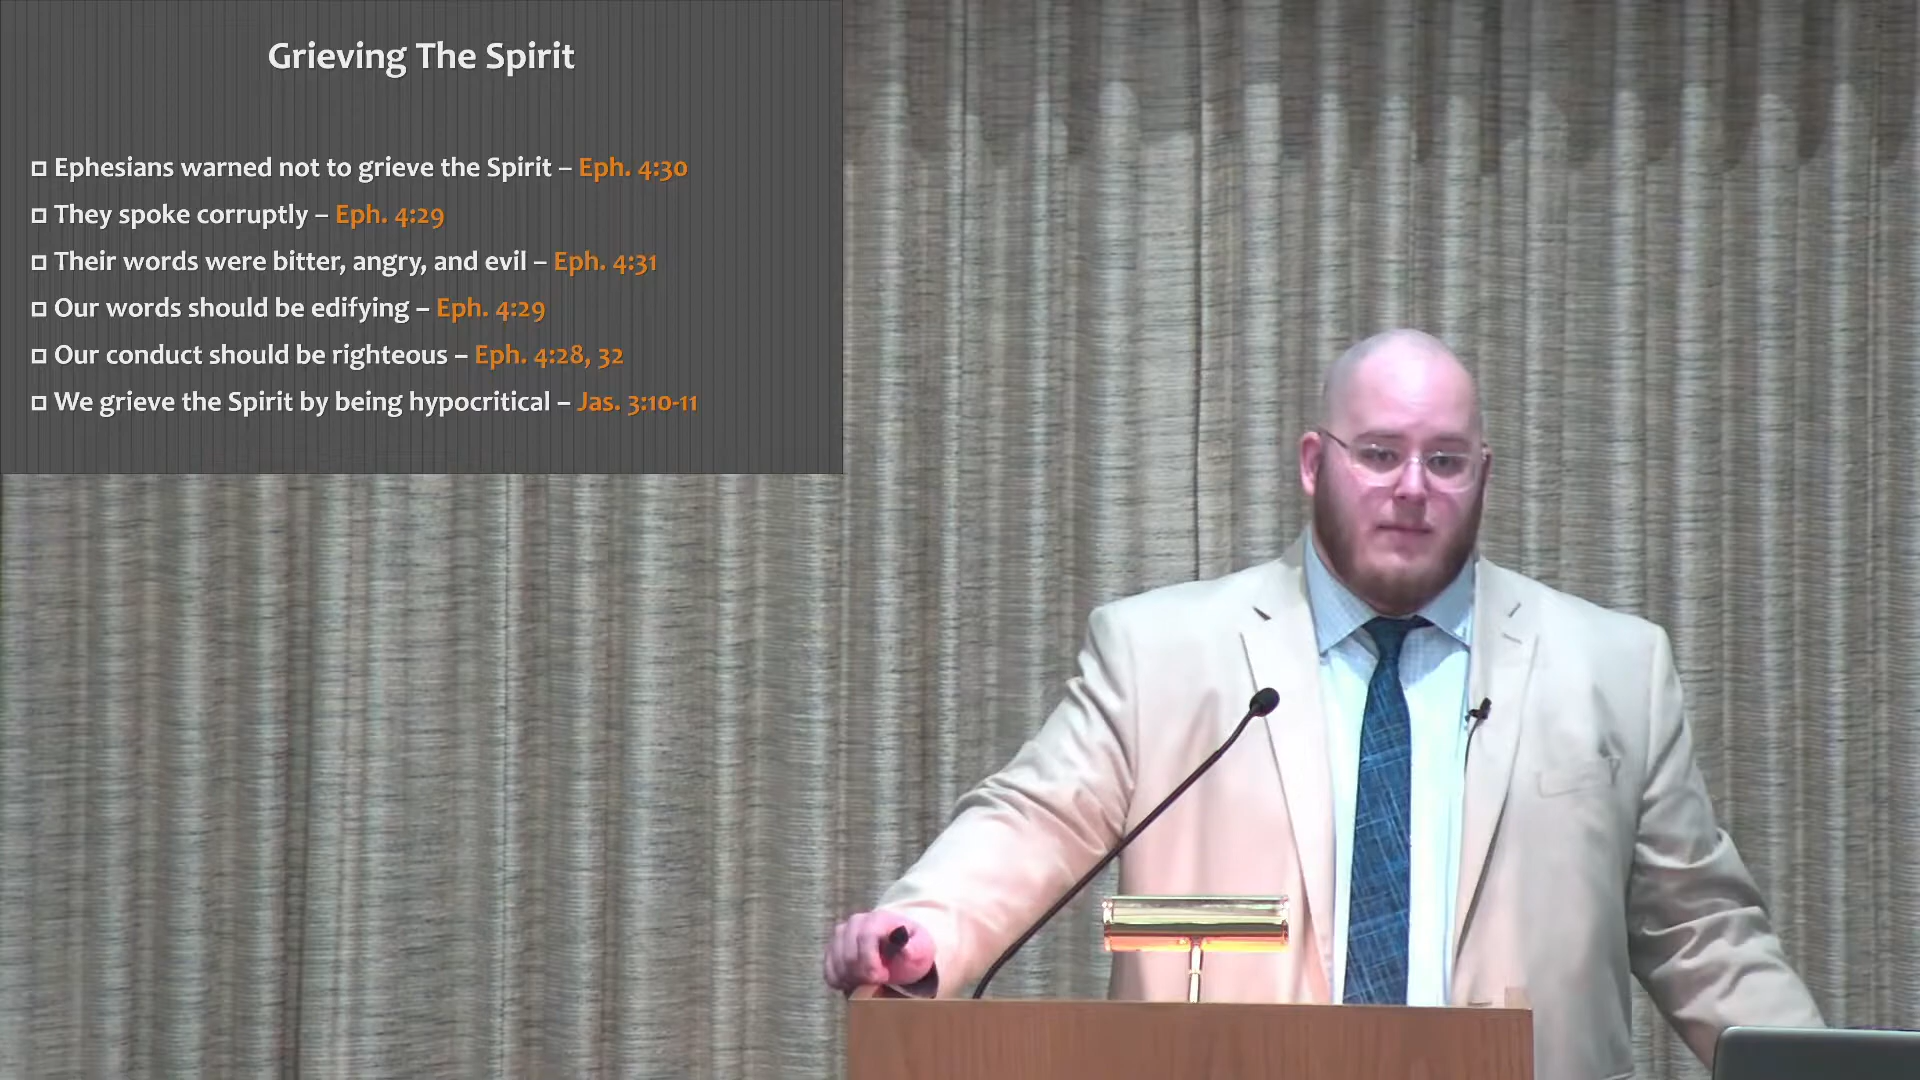 Grieving The Spirit
Ephesians warned not to grieve the Spirit – Eph. 4:30
They spoke corruptly – Eph. 4:29
Their words were bitter, angry, and evil – Eph. 4:31
Our words should be edifying – Eph. 4:29
Our conduct should be righteous – Eph. 4:28, 32
We grieve the Spirit by being hypocritical – Jas. 3:10-11